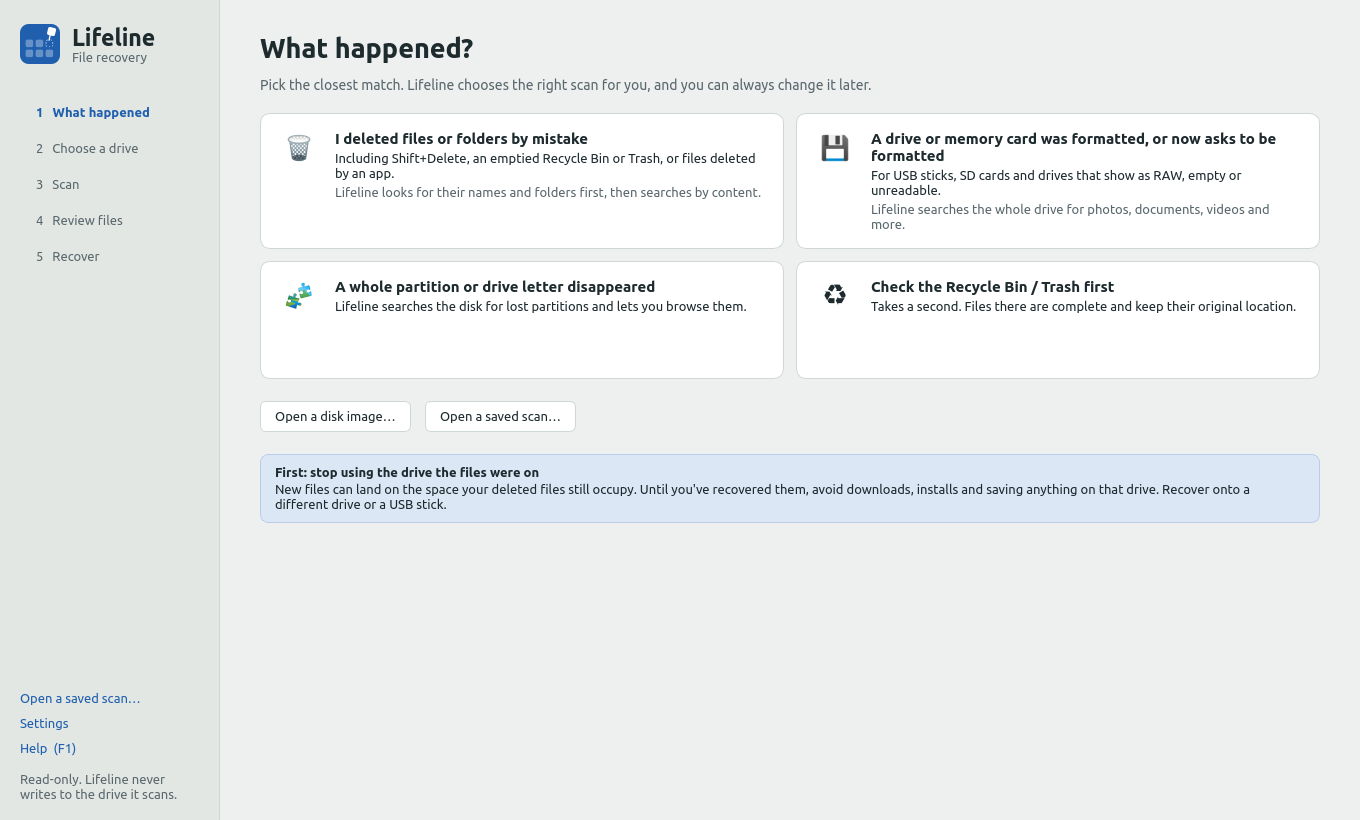 Lifeline
File recovery
1 What happened
2 Choose a drive
3 Scan
4 Review files
5 Recover
Open a saved scan…
Settings
Help (F1)
Read-only. Lifeline never
writes to the drive it scans.
What happened?
Pick the closest match. Lifeline chooses the right scan for you, and you can always change it later.
I deleted files or folders by mistake
Including Shift+Delete, an emptied Recycle Bin or Trash, or files deleted
by an app.
Lifeline looks for their names and folders first, then searches by content.
A drive or memory card was formatted, or now asks to be
formatted
For USB sticks, SD cards and drives that show as RAW, empty or
unreadable.
Lifeline searches the whole drive for photos, documents, videos and
more.
A whole partition or drive letter disappeared
Lifeline searches the disk for lost partitions and lets you browse them.
Check the Recycle Bin / Trash first
Takes a second. Files there are complete and keep their original location.
Open a disk image…
Open a saved scan…
First: stop using the drive the files were on
New files can land on the space your deleted files still occupy. Until you've recovered them, avoid downloads, installs and saving anything on that drive. Recover onto a
different drive or a USB stick.